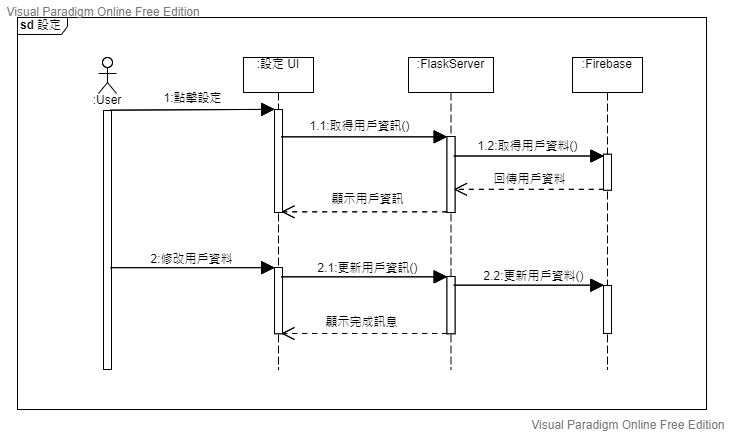 Visual Paradigm Online Free Edition
sd 設定
:User
:設定 UI
:FlaskServer
:Firebase
1:點擊設定
1.1:取得用戶資訊()
1.2:取得用戶資料()
回傳用戶資料
顯示用戶資訊
2:修改用戶資料
2.1:更新用戶資訊()
2.2:更新用戶資料()
顯示完成訊息
Visual Paradigm Online Free Edition